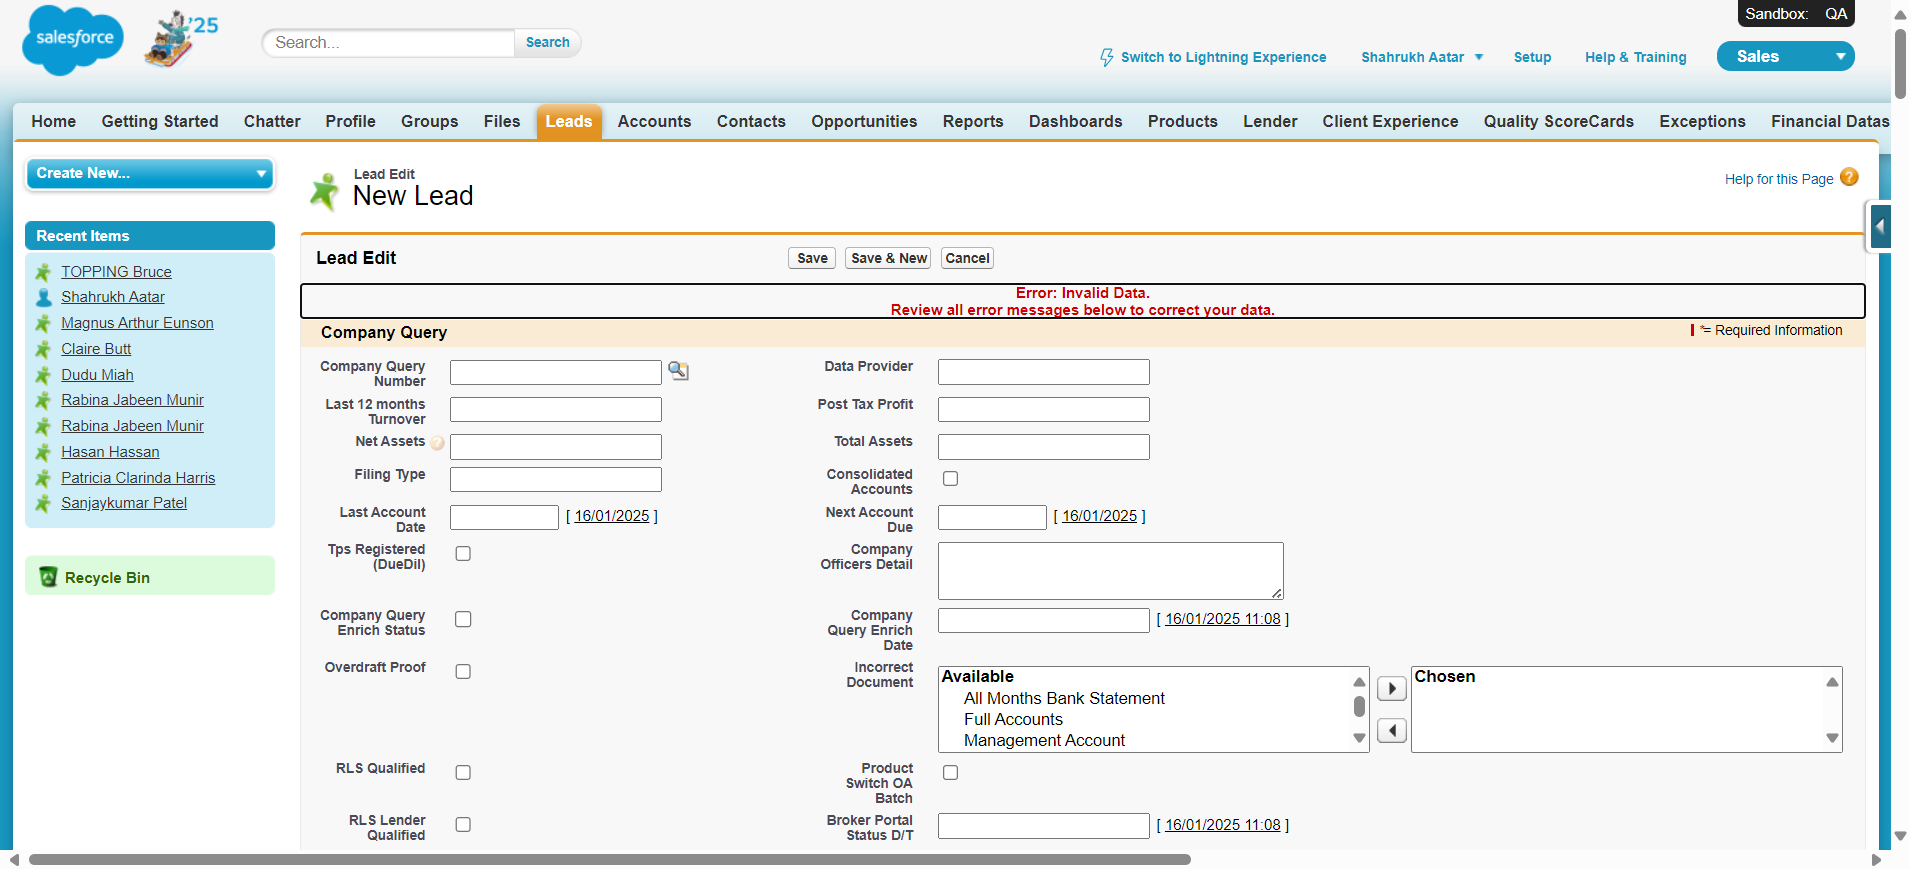 Sandbox: QA
salesforce
'25
Search...
Search
Switch to Lightning Experience
Shahrukh Aatar
Setup
Help & Training
Sales
Home
Getting Started
Chatter
Profile
Groups
Files
Leads
Accounts
Contacts
Opportunities
Reports
Dashboards
Products
Lender
Client Experience
Quality ScoreCards
Exceptions
Financial Datas
Create New...
Recent Items
TOPPING Bruce
Shahrukh Aatar
Magnus Arthur Eunson
Claire Butt
Dudu Miah
Rabina Jabeen Munir
Rabina Jabeen Munir
Hasan Hassan
Patricia Clarinda Harris
Sanjaykumar Patel
Recycle Bin
Lead Edit
New Lead
Help for this Page
?
Lead Edit
Save
Save & New
Cancel
Error: Invalid Data.
Review all error messages below to correct your data.
Company Query
*= Required Information
Company Query
Number
Data Provider
Last 12 months
Turnover
Post Tax Profit
Net Assets
?
Total Assets
Filing Type
Consolidated
Accounts
Last Account
Date
[ 16/01/2025 ]
Next Account
Due
[ 16/01/2025 ]
Tps Registered
(DueDil)
Company
Officers Detail
Company Query
Enrich Status
Company
Query Enrich
Date
[ 16/01/2025 11:08 ]
Overdraft Proof
Incorrect
Document
Available
All Months Bank Statement
Full Accounts
Management Account
Chosen
RLS Qualified
Product
Switch OA
Batch
RLS Lender
Qualified
Broker Portal
Status D/T
[ 16/01/2025 11:08 ]